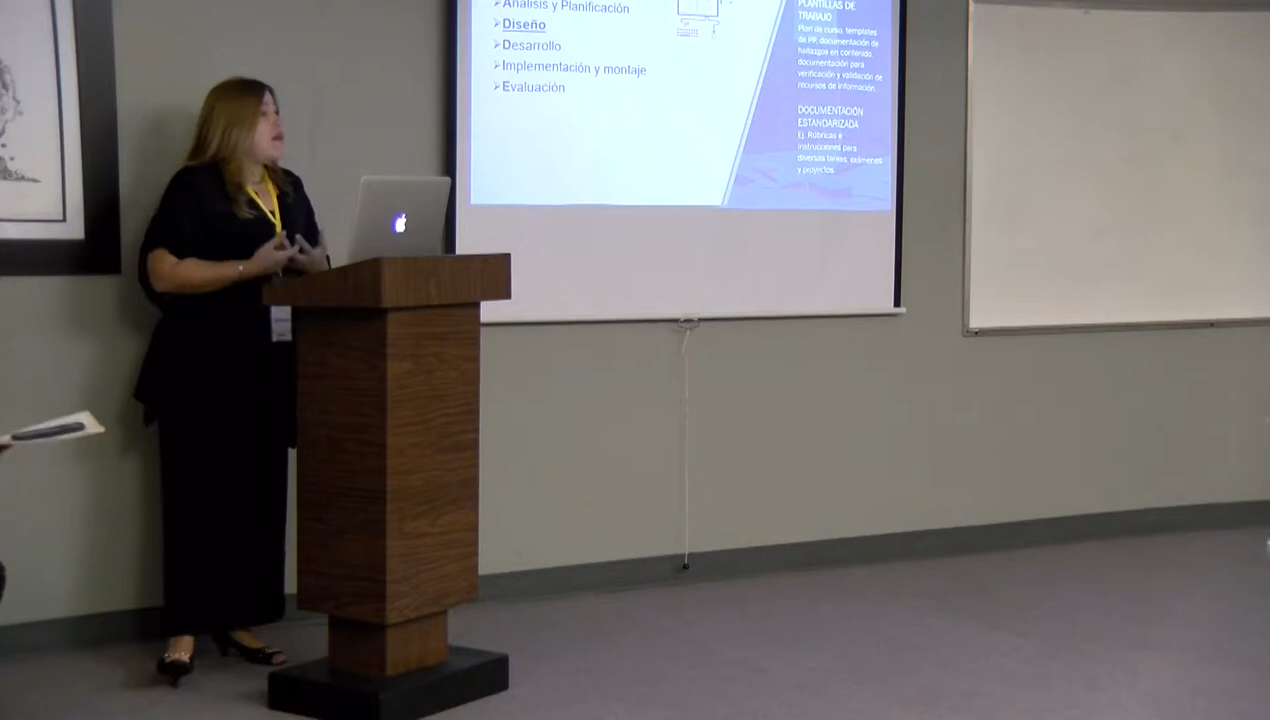 ➢Análisis y Planificación
➢Diseño
➢Desarrollo
➢Implementación y montaje
➢Evaluación
PLANTILLAS DE
TRABAJO
Plan de curso, templates
de PP, documentación de
hallazgos en contenido,
documentación para
verificación y validación de
recursos de información.
DOCUMENTACIÓN
ESTANDARIZADA
Ej. Rúbricas e
instrucciones para
diversas tareas, exámenes
y proyectos.